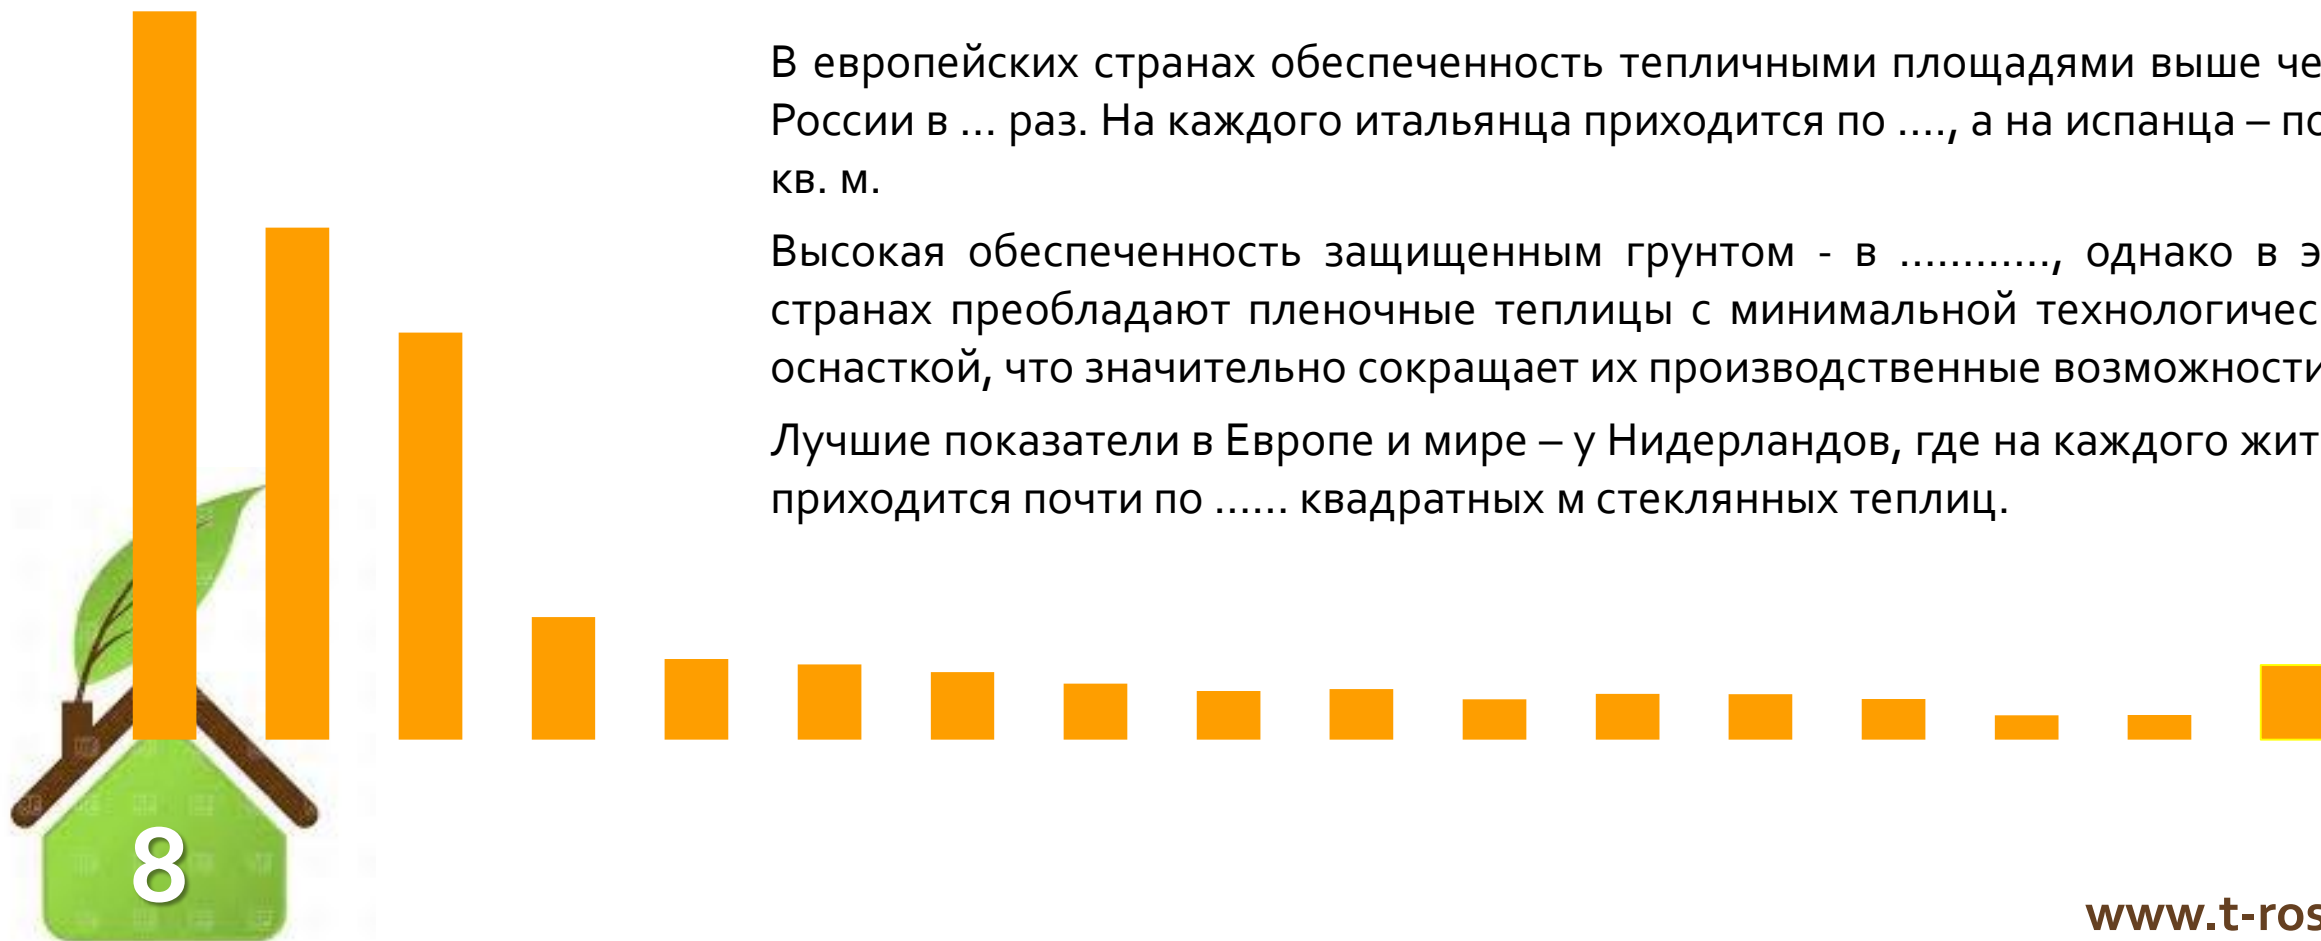 В европейских странах обеспеченность тепличными площадями выше че
России в ... раз. На каждого итальянца приходится по ...., а на испанца – по
кв. м.
Высокая обеспеченность защищенным грунтом - в ............, однако в э
странах преобладают пленочные теплицы с минимальной технологичес
оснасткой, что значительно сокращает их производственные возможности
Лучшие показатели в Европе и мире – у Нидерландов, где на каждого жит
приходится почти по ...... квадратных м стеклянных теплиц.
8
www.t-ros